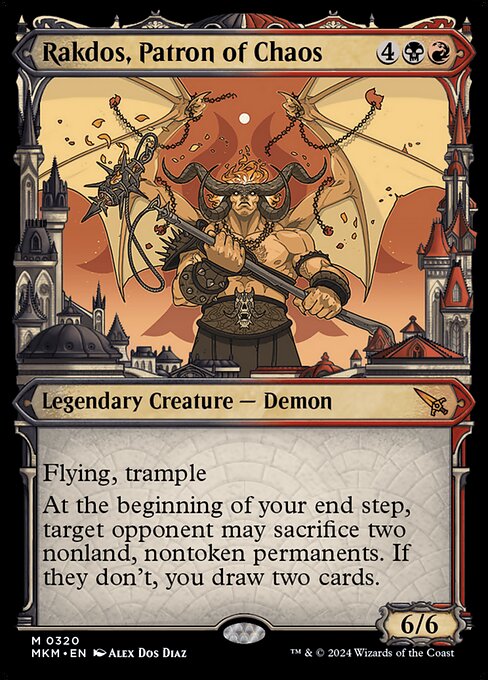 Rakdos, Patron of Chaos 4
Legendary Creature — Demon
Flying, trample
At the beginning of your end step,
target opponent may sacrifice two
nonland, nontoken permanents. If
they don't, you draw two cards.
6/6
M 0320
MKM • EN Alex Dos Diaz
™ & © 2024 Wizards of the Coast